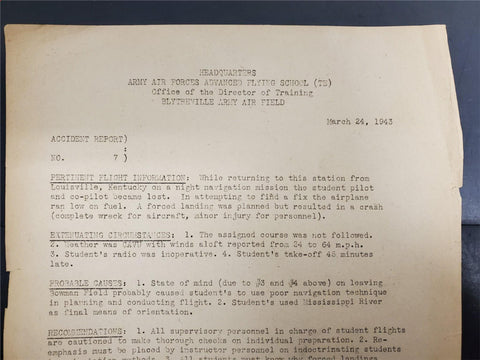 HEADQUARTERS
ARMY AIR FORCES ADVANCED FLYING SCHOOL (TE)
Office of the Director of Training
BLYTHEVILLE ARMY AIR FIELD
March 24, 1943
ACCIDENT REPORT)
:
NO. 7 )
PERTINENT FLIGHT INFORMATION: While returning to this station from
Louisville, Kentucky on a night navigation mission the student pilot
and co-pilot became lost. In attempting to find a fix the airplane
ran low on fuel. A forced landing was planned but resulted in a crash
(complete wreck for aircraft, minor injury for personnel).
EXTENUATING CIRCUMSTANCES: 1. The assigned course was not followed.
2. Weather was CAVU with winds aloft reported from 34 to 64 m.p.h.
3. Student's radio was inoperative. 4. Student's take-off 45 minutes
late.
PROBABLE CAUSES: 1. State of mind (due to #3 and #4 above) on leaving
Bowman Field probably caused student's to use poor navigation technique
in planning and conducting flight. 2. Student's used Mississippi River
as final means of orientation.
RECOMMENDATIONS: 1. All supervisory personnel in charge of student flights
are cautioned to make thorough checks on individual preparation. 2. Re-
emphasis must be placed by instructor personnel on indoctrinating students